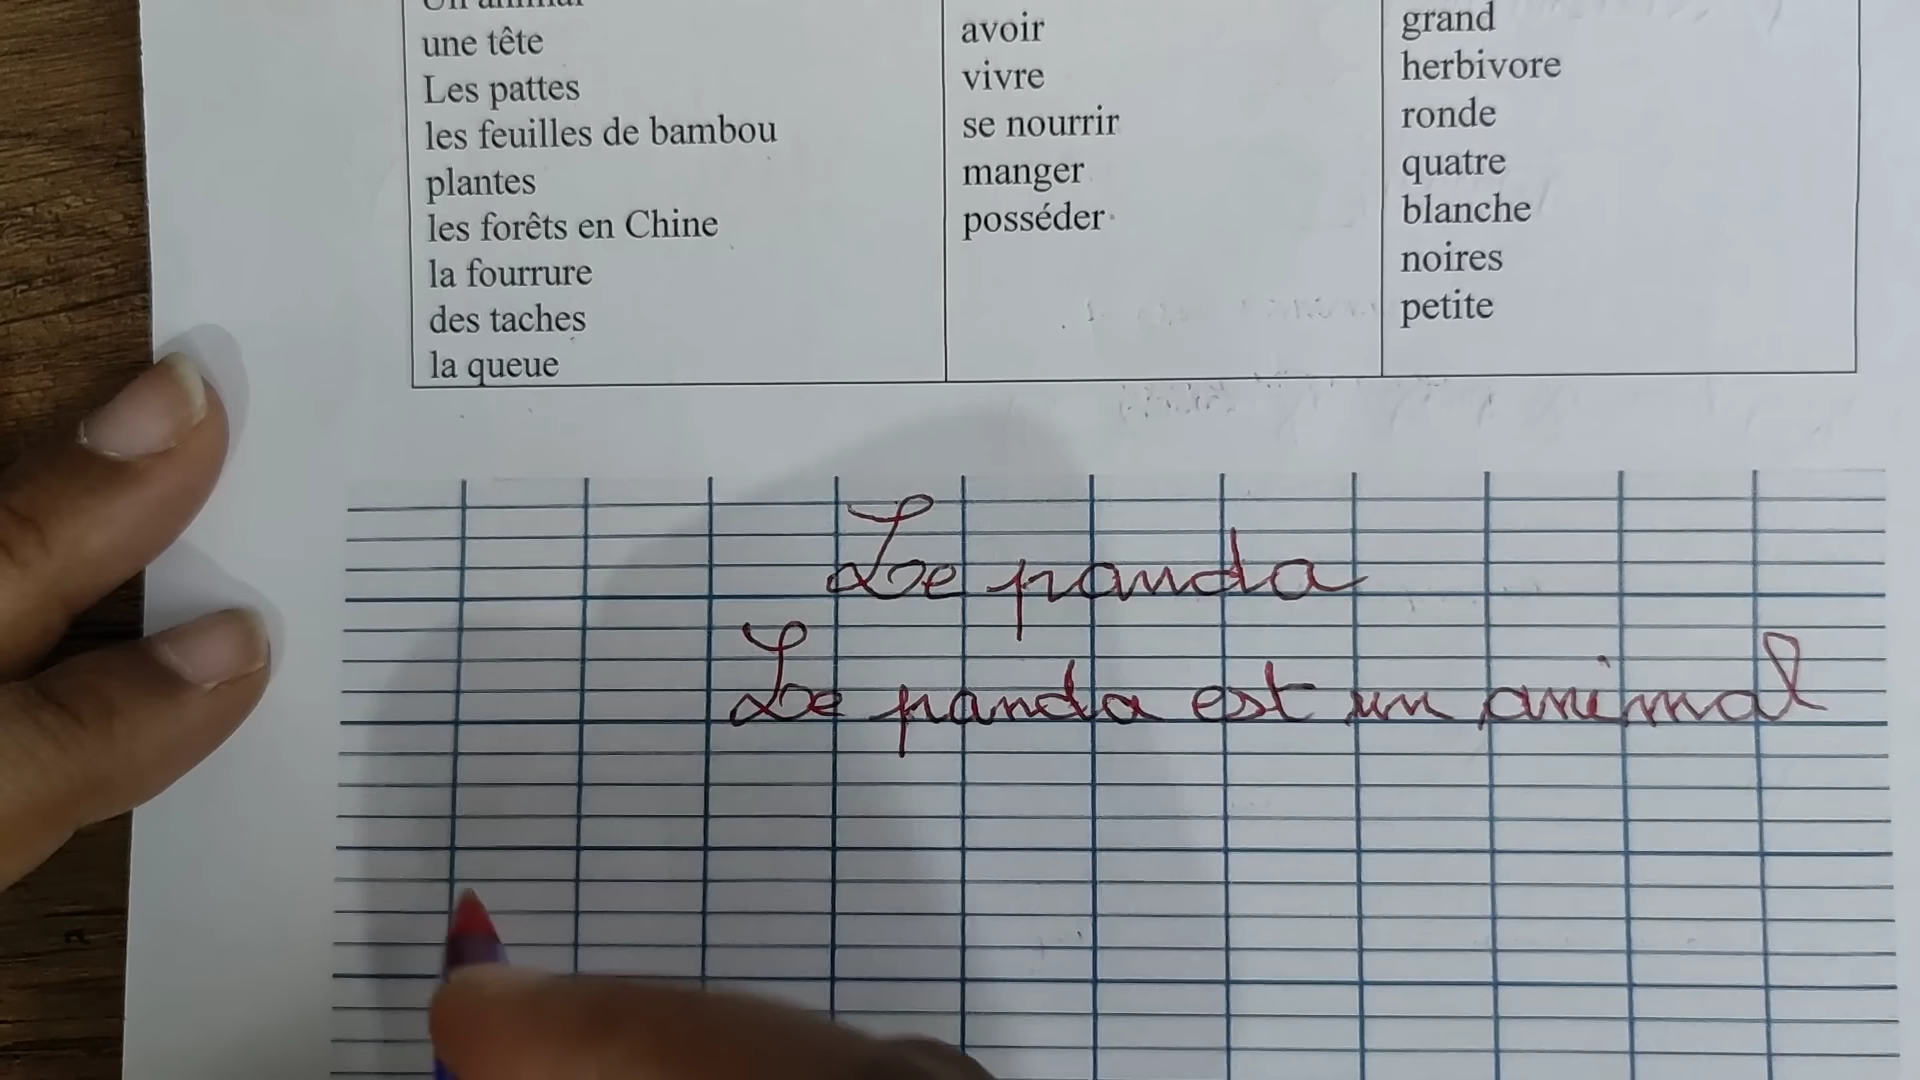 Un animal
une tête
Les pattes
les feuilles de bambou
plantes
les forêts en Chine
la fourrure
des taches
la queue
avoir
vivre
se nourrir
manger
posséder
grand
herbivore
ronde
quatre
blanche
noires
petite
Le panda
Le panda est un animal